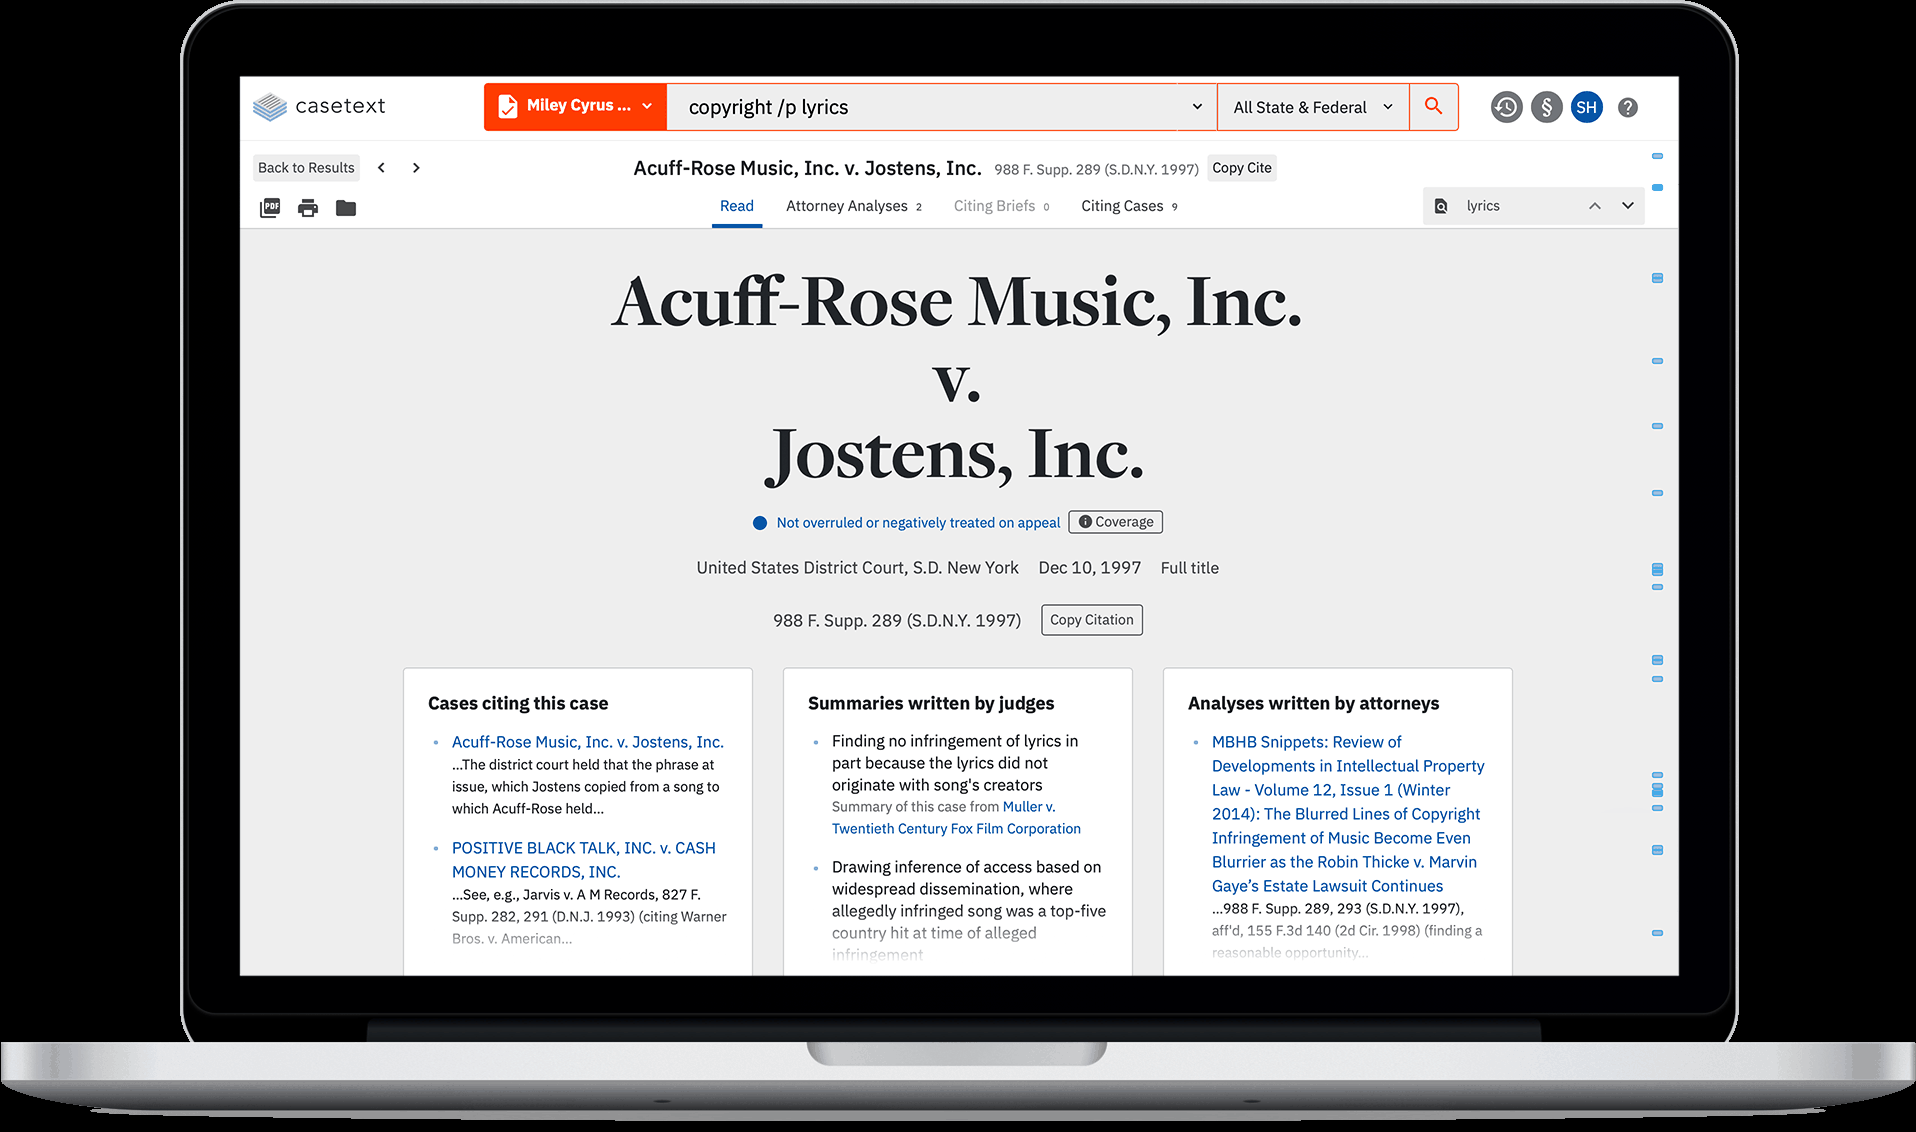 casetext
Miley Cyrus ...
copyright /p lyrics
All State & Federal
§
SH
?
Back to Results
Acuff-Rose Music, Inc. v. Jostens, Inc. 988 F. Supp. 289 (S.D.N.Y. 1997) Copy Cite
PDF
Read
Attorney Analyses 2
Citing Briefs 0
Citing Cases 9
lyrics
Acuff-Rose Music, Inc.
v.
Jostens, Inc.
Not overruled or negatively treated on appeal Coverage
United States District Court, S.D. New York Dec 10, 1997 Full title
988 F. Supp. 289 (S.D.N.Y. 1997) Copy Citation
Cases citing this case
Acuff-Rose Music, Inc. v. Jostens, Inc.
...The district court held that the phrase at
issue, which Jostens copied from a song to
which Acuff-Rose held...
POSITIVE BLACK TALK, INC. v. CASH
MONEY RECORDS, INC.
...See, e.g., Jarvis v. A M Records, 827 F.
Supp. 282, 291 (D.N.J. 1993) (citing Warner
Bros. v. American...
Summaries written by judges
Finding no infringement of lyrics in
part because the lyrics did not
originate with song's creators
Summary of this case from Muller v.
Twentieth Century Fox Film Corporation
Drawing inference of access based on
widespread dissemination, where
allegedly infringed song was a top-five
country hit at time of alleged
infringement
Analyses written by attorneys
MBHB Snippets: Review of
Developments in Intellectual Property
Law - Volume 12, Issue 1 (Winter
2014): The Blurred Lines of Copyright
Infringement of Music Become Even
Blurrier as the Robin Thicke v. Marvin
Gaye’s Estate Lawsuit Continues
...988 F. Supp. 289, 293 (S.D.N.Y. 1997),
aff'd, 155 F.3d 140 (2d Cir. 1998) (finding a
reasonable opportunity...